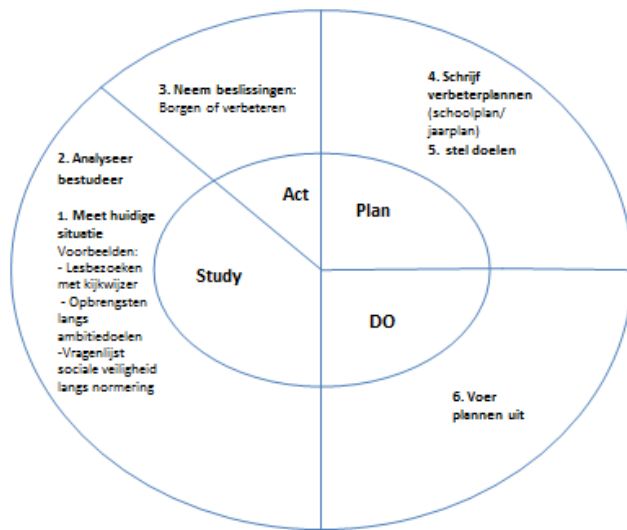 3. Neem beslissingen:
Borgen of verbeteren
4. Schrijf
verbeterplannen
(schoolplan/
jaarplan)
5. stel doelen
2. Analyseer
bestudeer
1. Meet huidige
situatie
Voorbeelden:
- Lesbezoeken
met kijkwijzer
- Opbrengsten
langs
ambitiedoelen
-Vragenlijst
sociale veiligheid
langs normering
Act
Plan
Study
DO
6. Voer
plannen uit